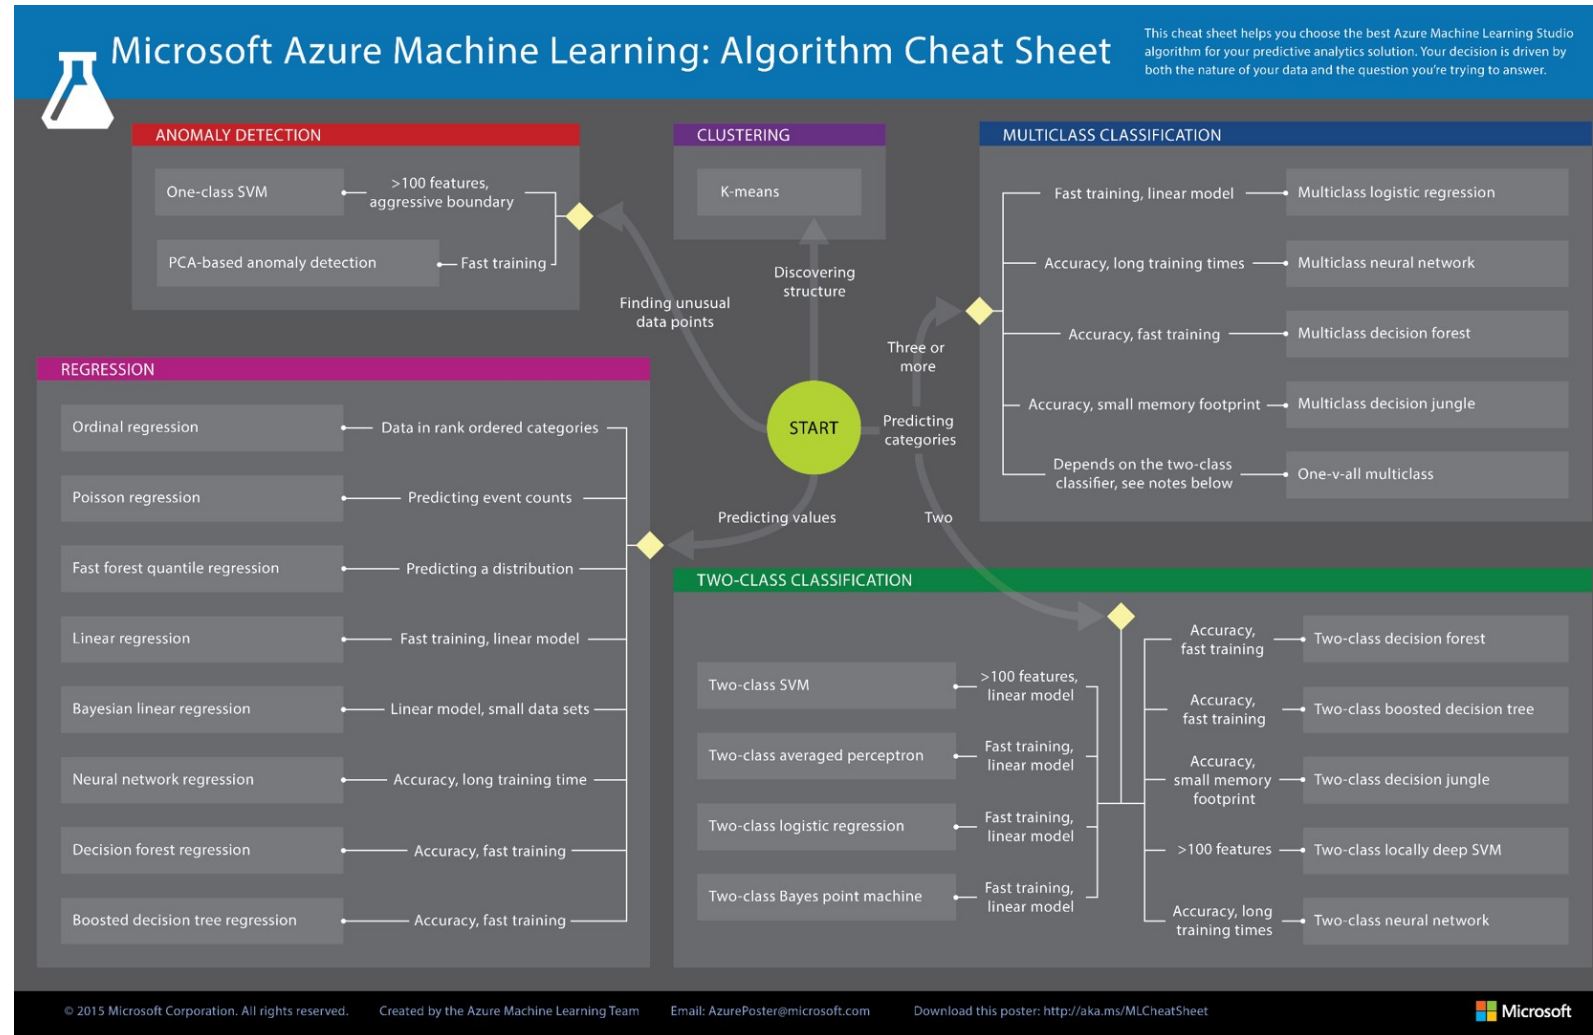 Microsoft Azure Machine Learning: Algorithm Cheat Sheet
This cheat sheet helps you choose the best Azure Machine Learning Studio
algorithm for your predictive analytics solution. Your decision is driven by
both the nature of your data and the question you're trying to answer.
ANOMALY DETECTION
One-class SVM
>100 features,
aggressive boundary
PCA-based anomaly detection
Fast training
CLUSTERING
K-means
MULTICLASS CLASSIFICATION
Fast training, linear model
Multiclass logistic regression
Accuracy, long training times
Multiclass neural network
Accuracy, fast training
Multiclass decision forest
Accuracy, small memory footprint
Multiclass decision jungle
Depends on the two-class
classifier, see notes below
One-v-all multiclass
Finding unusual
data points
Discovering
structure
Three or
more
START
Predicting
categories
Predicting values
Two
REGRESSION
Ordinal regression
Data in rank ordered categories
Poisson regression
Predicting event counts
Fast forest quantile regression
Predicting a distribution
Linear regression
Fast training, linear model
Bayesian linear regression
Linear model, small data sets
Neural network regression
Accuracy, long training time
Decision forest regression
Accuracy, fast training
Boosted decision tree regression
Accuracy, fast training
TWO-CLASS CLASSIFICATION
Two-class SVM
>100 features,
linear model
Two-class averaged perceptron
Fast training,
linear model
Two-class logistic regression
Fast training,
linear model
Two-class Bayes point machine
Fast training,
linear model
Accuracy,
fast training
Two-class decision forest
Accuracy,
fast training
Two-class boosted decision tree
Accuracy,
small memory
footprint
Two-class decision jungle
>100 features
Two-class locally deep SVM
Accuracy, long
training times
Two-class neural network
© 2015 Microsoft Corporation. All rights reserved.
Created by the Azure Machine Learning Team
Email: AzurePoster@microsoft.com
Download this poster: http://aka.ms/MLCheatSheet
Microsoft